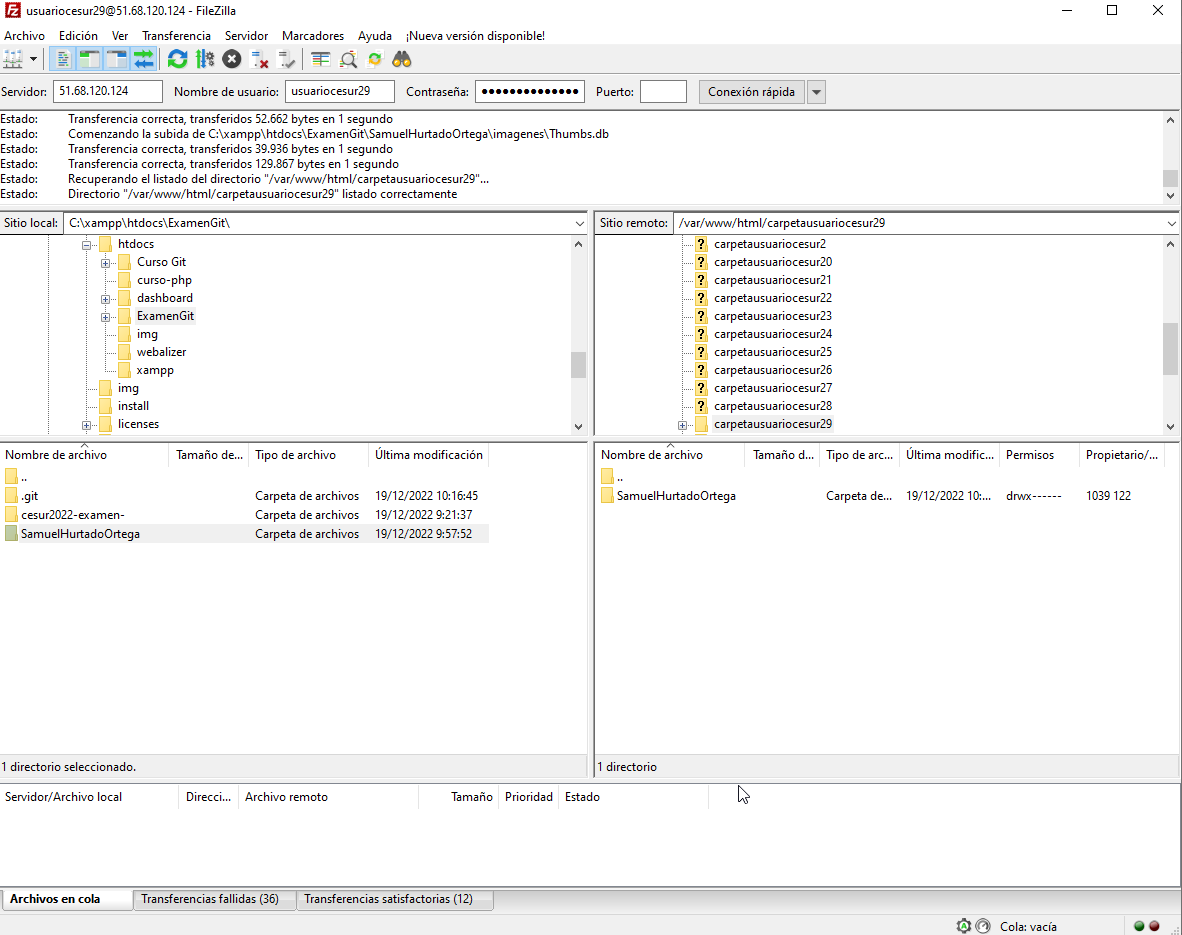 usuariocesur29@51.68.120.124 - FileZilla
Archivo Edición Ver Transferencia Servidor Marcadores Ayuda ¡Nueva versión disponible!
Servidor: 51.68.120.124 Nombre de usuario: usuariocesur29 Contraseña: ●●●●●●●●●●●●●● Puerto: Conexión rápida
Estado: Transferencia correcta, transferidos 52.662 bytes en 1 segundo
Estado: Comenzando la subida de C:\xampp\htdocs\ExamenGit\SamuelHurtadoOrtega\imagenes\Thumbs.db
Estado: Transferencia correcta, transferidos 39.936 bytes en 1 segundo
Estado: Transferencia correcta, transferidos 129.867 bytes en 1 segundo
Estado: Recuperando el listado del directorio "/var/www/html/carpetausuariocesur29"...
Estado: Directorio "/var/www/html/carpetausuariocesur29" listado correctamente
Sitio local: C:\xampp\htdocs\ExamenGit\
htdocs
Curso Git
curso-php
dashboard
ExamenGit
img
webalizer
xampp
img
install
licenses
Sitio remoto: /var/www/html/carpetausuariocesur29
? carpetausuariocesur2
? carpetausuariocesur20
? carpetausuariocesur21
? carpetausuariocesur22
? carpetausuariocesur23
? carpetausuariocesur24
? carpetausuariocesur25
? carpetausuariocesur26
? carpetausuariocesur27
? carpetausuariocesur28
carpetausuariocesur29
Nombre de archivo Tamaño de... Tipo de archivo Última modificación
..
.git Carpeta de archivos 19/12/2022 10:16:45
cesur2022-examen- Carpeta de archivos 19/12/2022 9:21:37
SamuelHurtadoOrtega Carpeta de archivos 19/12/2022 9:57:52
1 directorio seleccionado.
Nombre de archivo Tamaño d... Tipo de arc... Última modific... Permisos Propietario/...
..
SamuelHurtadoOrtega Carpeta de... 19/12/2022 10:... drwx------ 1039 122
1 directorio
Servidor/Archivo local Direcci... Archivo remoto Tamaño Prioridad Estado
Archivos en cola Transferencias fallidas (36) Transferencias satisfactorias (12)
Cola: vacía